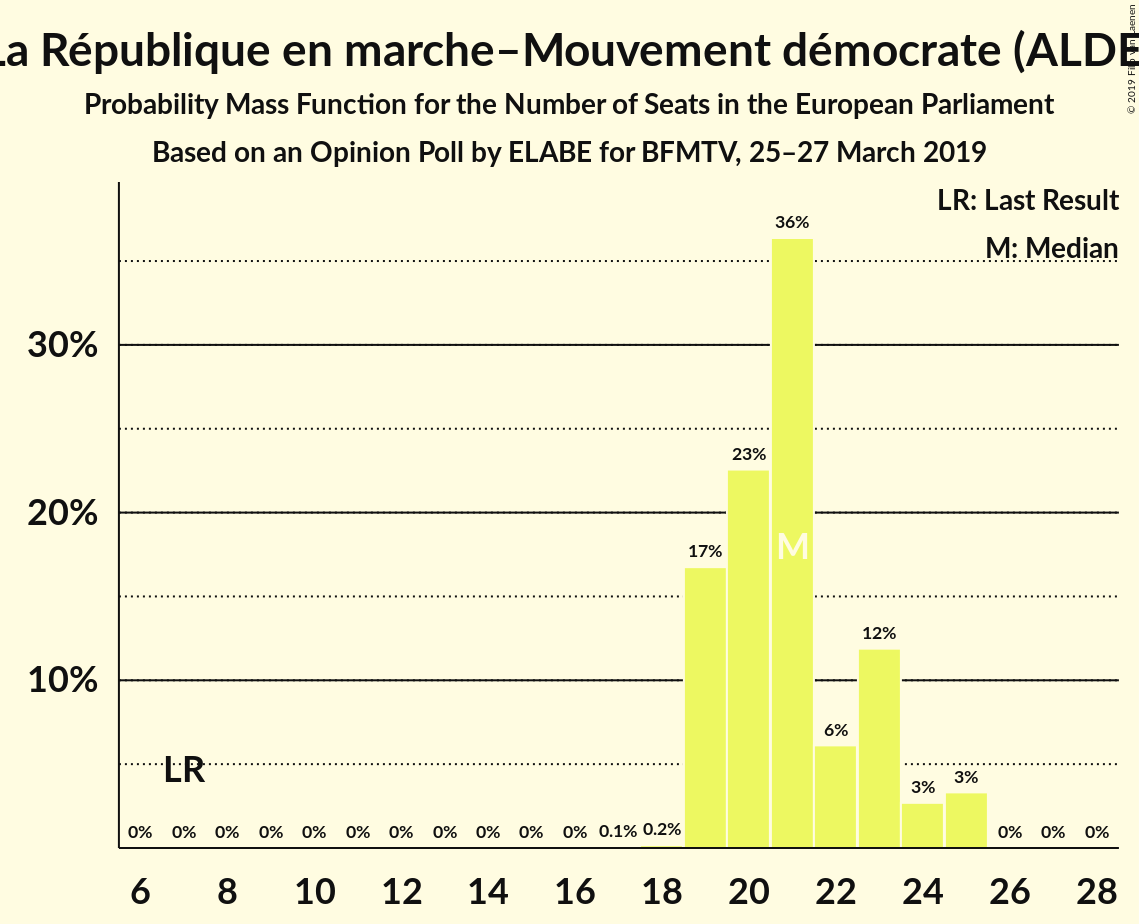 La République en marche–Mouvement démocrate (ALDE
Probability Mass Function for the Number of Seats in the European Parliament
Based on an Opinion Poll by ELABE for BFMTV, 25–27 March 2019
© 2019
LR: Last Result
M: Median
36%
30%
23%
20%
17%
M
12%
10%
6%
LR
3% 3%
0% 0% 0% 0% 0% 0% 0% 0% 0% 0% 0% 0.1% 0.2% 0% 0% 0%
6 8 10 12 14 16 18 20 22 24 26 28